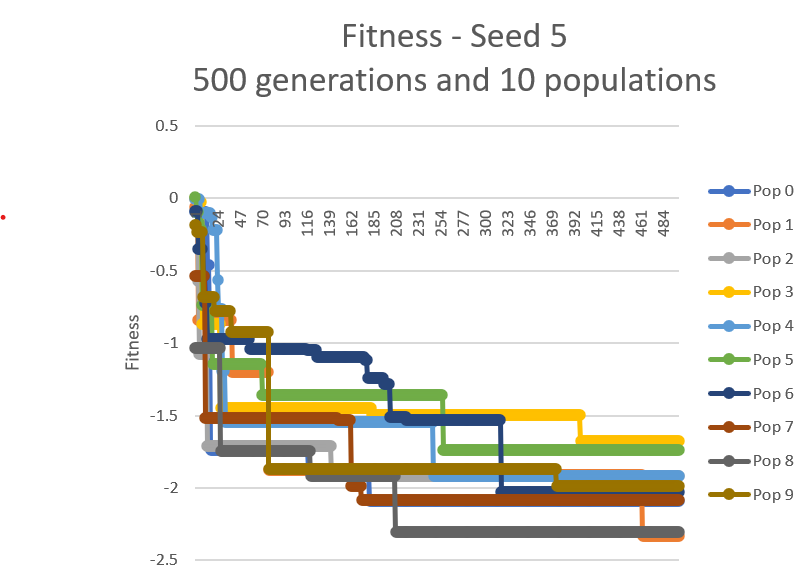 Fitness - Seed 5
500 generations and 10 populations
0.5
0
-0.5
-1
-1.5
-2
-2.5
Fitness
24 47 70 93 116 139 162 185 208 231 254 277 300 323 346 369 392 415 438 461 484
Pop 0
Pop 1
Pop 2
Pop 3
Pop 4
Pop 5
Pop 6
Pop 7
Pop 8
Pop 9